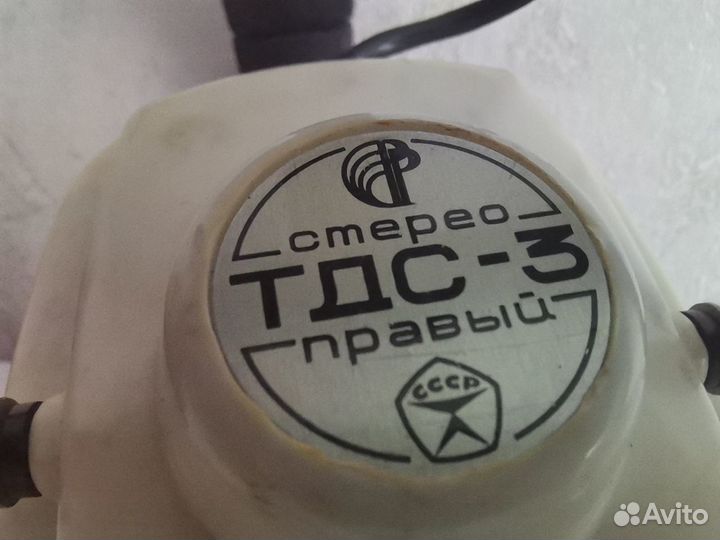 стерео
ТДС-3
правый
СССР
Avito